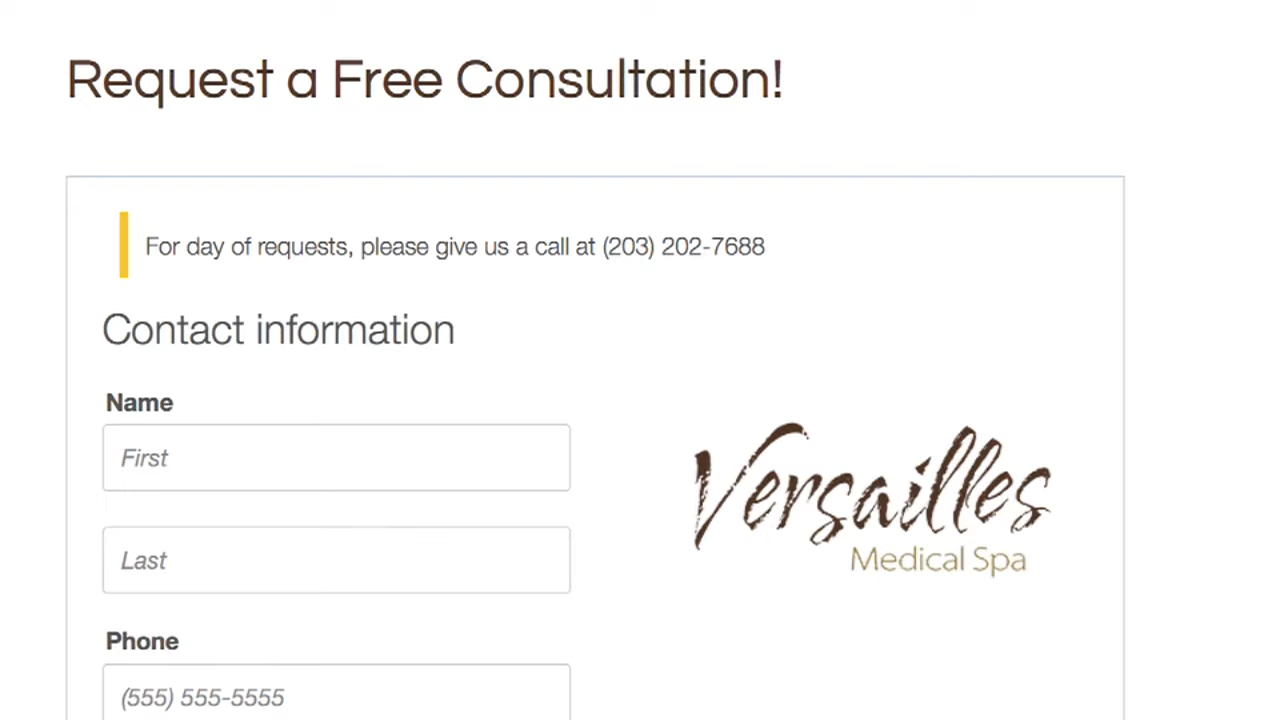 Request a Free Consultation!
For day of requests, please give us a call at (203) 202-7688
Contact information
Name
First
Last
Versailles
Medical Spa
Phone
(555) 555-5555